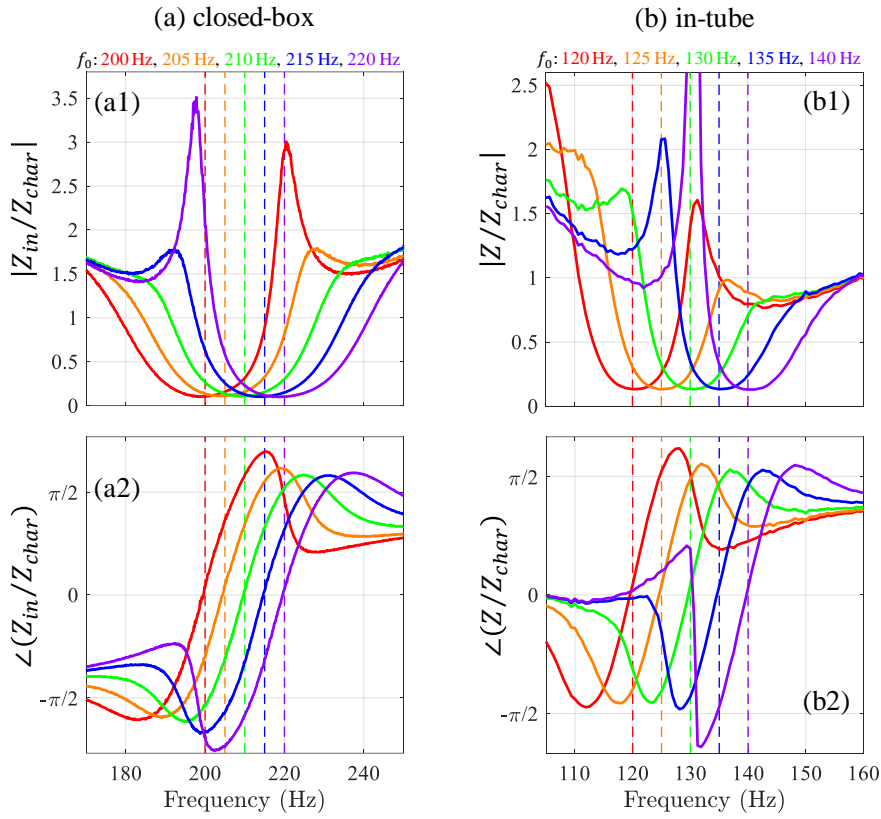 (a) closed-box
(b) in-tube
f0: 200 Hz, 205 Hz, 210 Hz, 215 Hz, 220 Hz
f0: 120 Hz, 125 Hz, 130 Hz, 135 Hz, 140 Hz
(a1)
|Zin/Zchar|
3.5
3
2.5
2
1.5
1
0.5
0
(b1)
|Z/Zchar|
2.5
2
1.5
1
0.5
0
(a2)
∠(Zin/Zchar)
π/2
0
-π/2
180
200
220
240
Frequency (Hz)
(b2)
∠(Z/Zchar)
π/2
0
-π/2
110
120
130
140
150
160
Frequency (Hz)